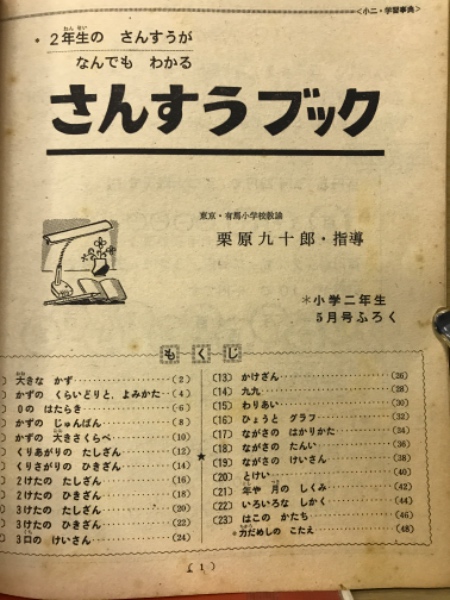 <小二・学習事典>
・2年生の さんすうが
なんでも わかる
さんすうブック
東京・有馬小学校教諭
栗原九十郎・指導
＊小学二年生
5月号ふろく
もくじ
) 大きな かず……(2)
) かずの くらいどりと、よみかた…(4)
) 0の はたらき……(6)
) かずの じゅんばん……(8)
) かずの 大きさくらべ……(10)
) くりあがりの たしざん……(12)
) くりさがりの ひきざん……(14)
) 2けたの たしざん……(16)
) 2けたの ひきざん……(18)
) 3けたの たしざん……(20)
) 3けたの ひきざん……(22)
) 3口の けいさん……(24)
★
(13) かけざん……(26)
(14) 九九……(28)
(15) わりあい……(30)
(16) ひょうと グラフ……(32)
(17) ながさの はかりかた……(34)
(18) ながさの たんい……(36)
(19) ながさの けいさん……(38)
(20) とけい……(40)
(21) 年や 月の しくみ……(42)
(22) いろいろな しかく……(44)
(23) はこの かたち……(46)
＊力だめしの こたえ……(48)
(1)